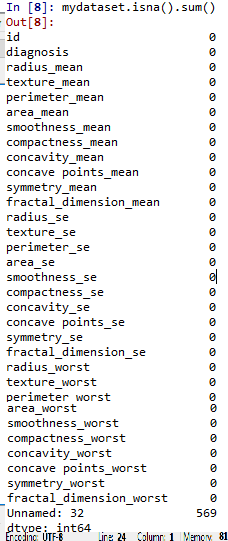 In [8]: mydataset.isna().sum()
Out[8]:
id 0
diagnosis 0
radius_mean 0
texture_mean 0
perimeter_mean 0
area_mean 0
smoothness_mean 0
compactness_mean 0
concavity_mean 0
concave points_mean 0
symmetry_mean 0
fractal_dimension_mean 0
radius_se 0
texture_se 0
perimeter_se 0
area_se 0
smoothness_se 0
compactness_se 0
concavity_se 0
concave points_se 0
symmetry_se 0
fractal_dimension_se 0
radius_worst 0
texture_worst 0
perimeter_worst 0
area_worst 0
smoothness_worst 0
compactness_worst 0
concavity_worst 0
concave points_worst 0
symmetry_worst 0
fractal_dimension_worst 0
Unnamed: 32 569
dtype: int64
Encoding: UTF-8 Line: 24 Column: 1 Memory: 81